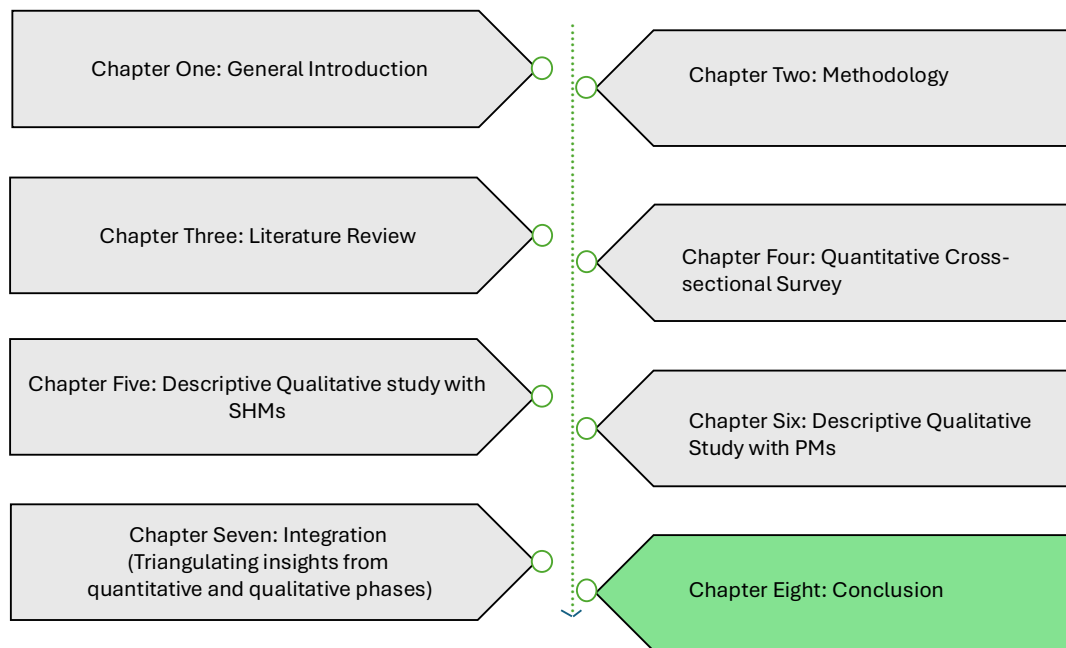 Chapter One: General Introduction
Chapter Two: Methodology
Chapter Three: Literature Review
Chapter Four: Quantitative Cross-
sectional Survey
Chapter Five: Descriptive Qualitative study with
SHMs
Chapter Six: Descriptive Qualitative
Study with PMs
Chapter Seven: Integration
(Triangulating insights from
quantitative and qualitative phases)
Chapter Eight: Conclusion